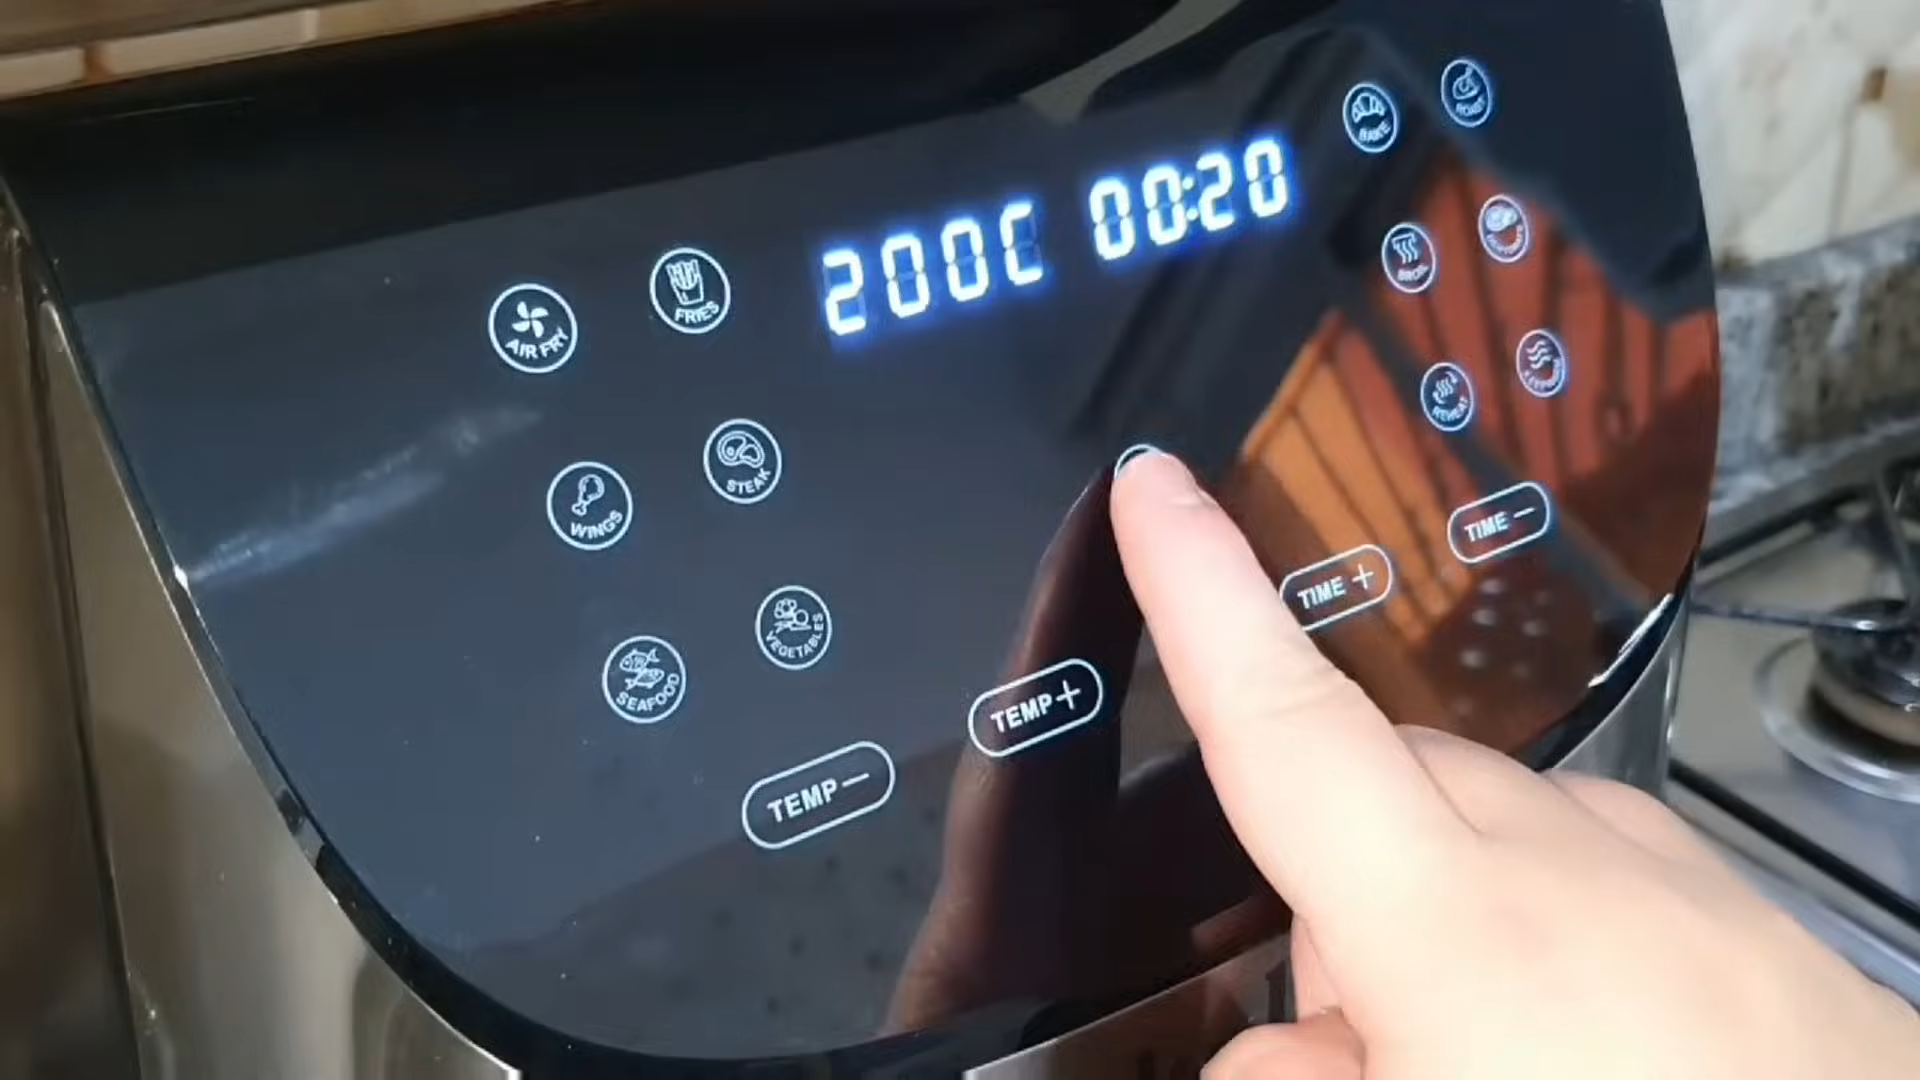 200C 00:20
AIR FRY
FRIES
BAKE
ROAST
WINGS
STEAK
BROIL
SEAFOOD
VEGETABLES
REHEAT
TEMP−
TEMP+
TIME +
TIME −